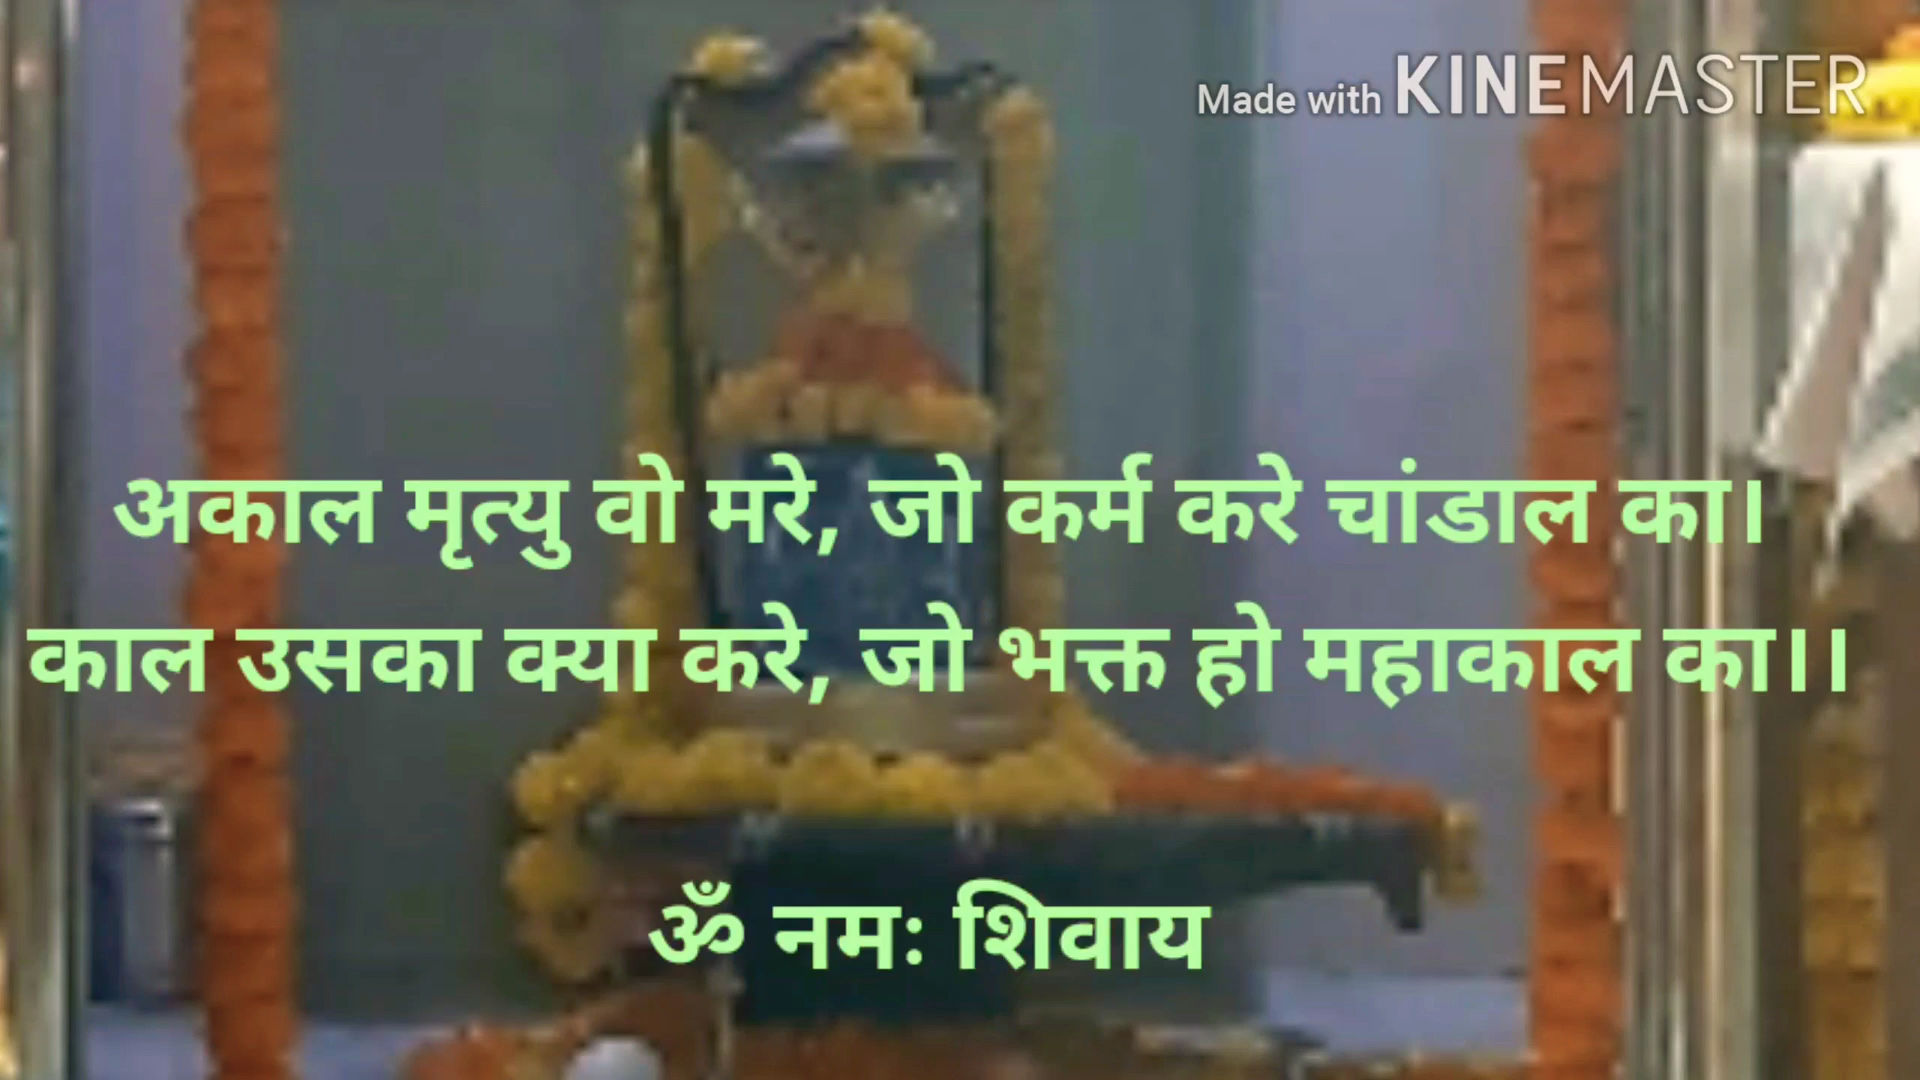 Made with KINEMASTER
अकाल मृत्यु वो मरे, जो कर्म करे चांडाल का।
काल उसका क्या करे, जो भक्त हो महाकाल का।।
ॐ नमः शिवाय